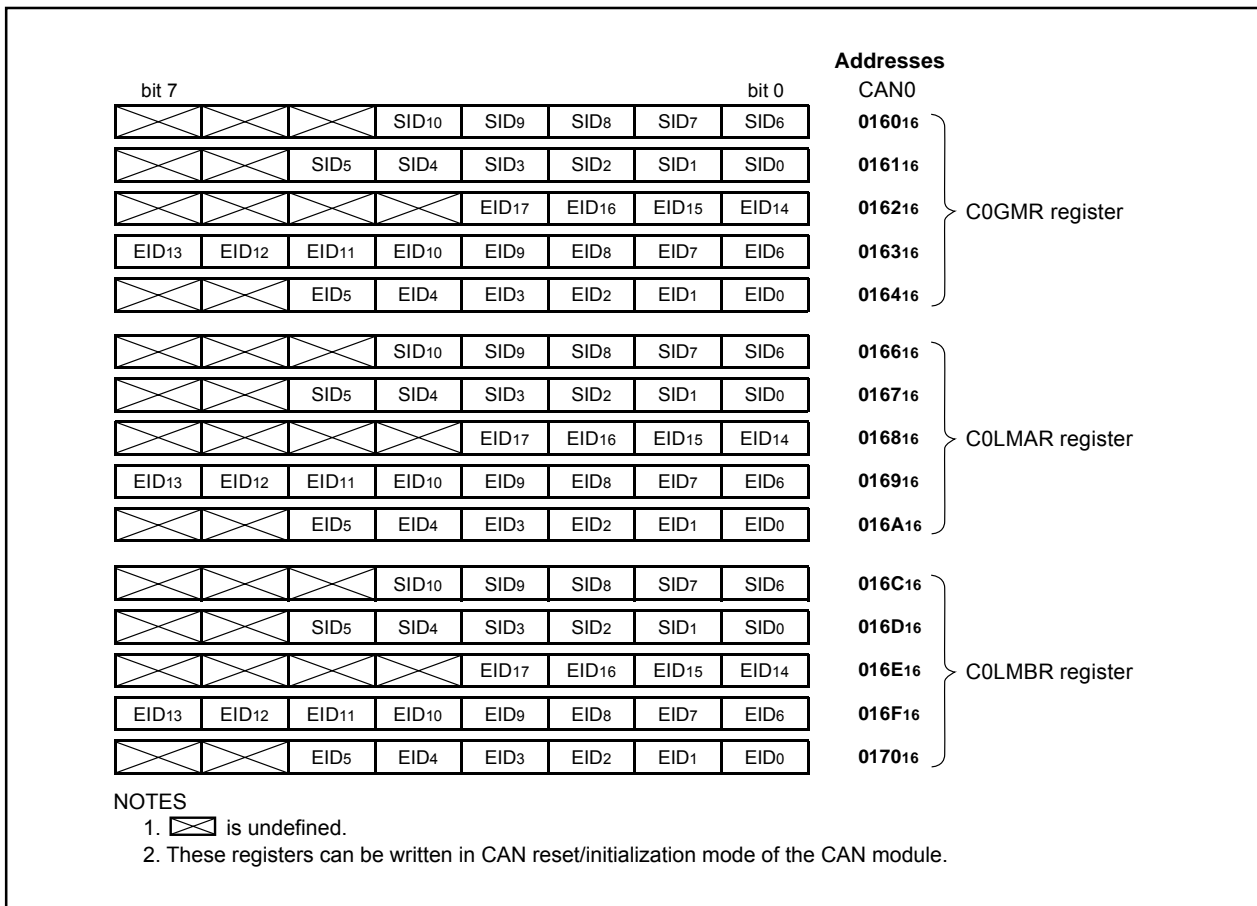 Addresses
bit 7 bit 0 CAN0
SID10 SID9 SID8 SID7 SID6 016016
SID5 SID4 SID3 SID2 SID1 SID0 016116
EID17 EID16 EID15 EID14 016216 C0GMR register
EID13 EID12 EID11 EID10 EID9 EID8 EID7 EID6 016316
EID5 EID4 EID3 EID2 EID1 EID0 016416
SID10 SID9 SID8 SID7 SID6 016616
SID5 SID4 SID3 SID2 SID1 SID0 016716
EID17 EID16 EID15 EID14 016816 C0LMAR register
EID13 EID12 EID11 EID10 EID9 EID8 EID7 EID6 016916
EID5 EID4 EID3 EID2 EID1 EID0 016A16
SID10 SID9 SID8 SID7 SID6 016C16
SID5 SID4 SID3 SID2 SID1 SID0 016D16
EID17 EID16 EID15 EID14 016E16 C0LMBR register
EID13 EID12 EID11 EID10 EID9 EID8 EID7 EID6 016F16
EID5 EID4 EID3 EID2 EID1 EID0 017016
NOTES
1. is undefined.
2. These registers can be written in CAN reset/initialization mode of the CAN module.